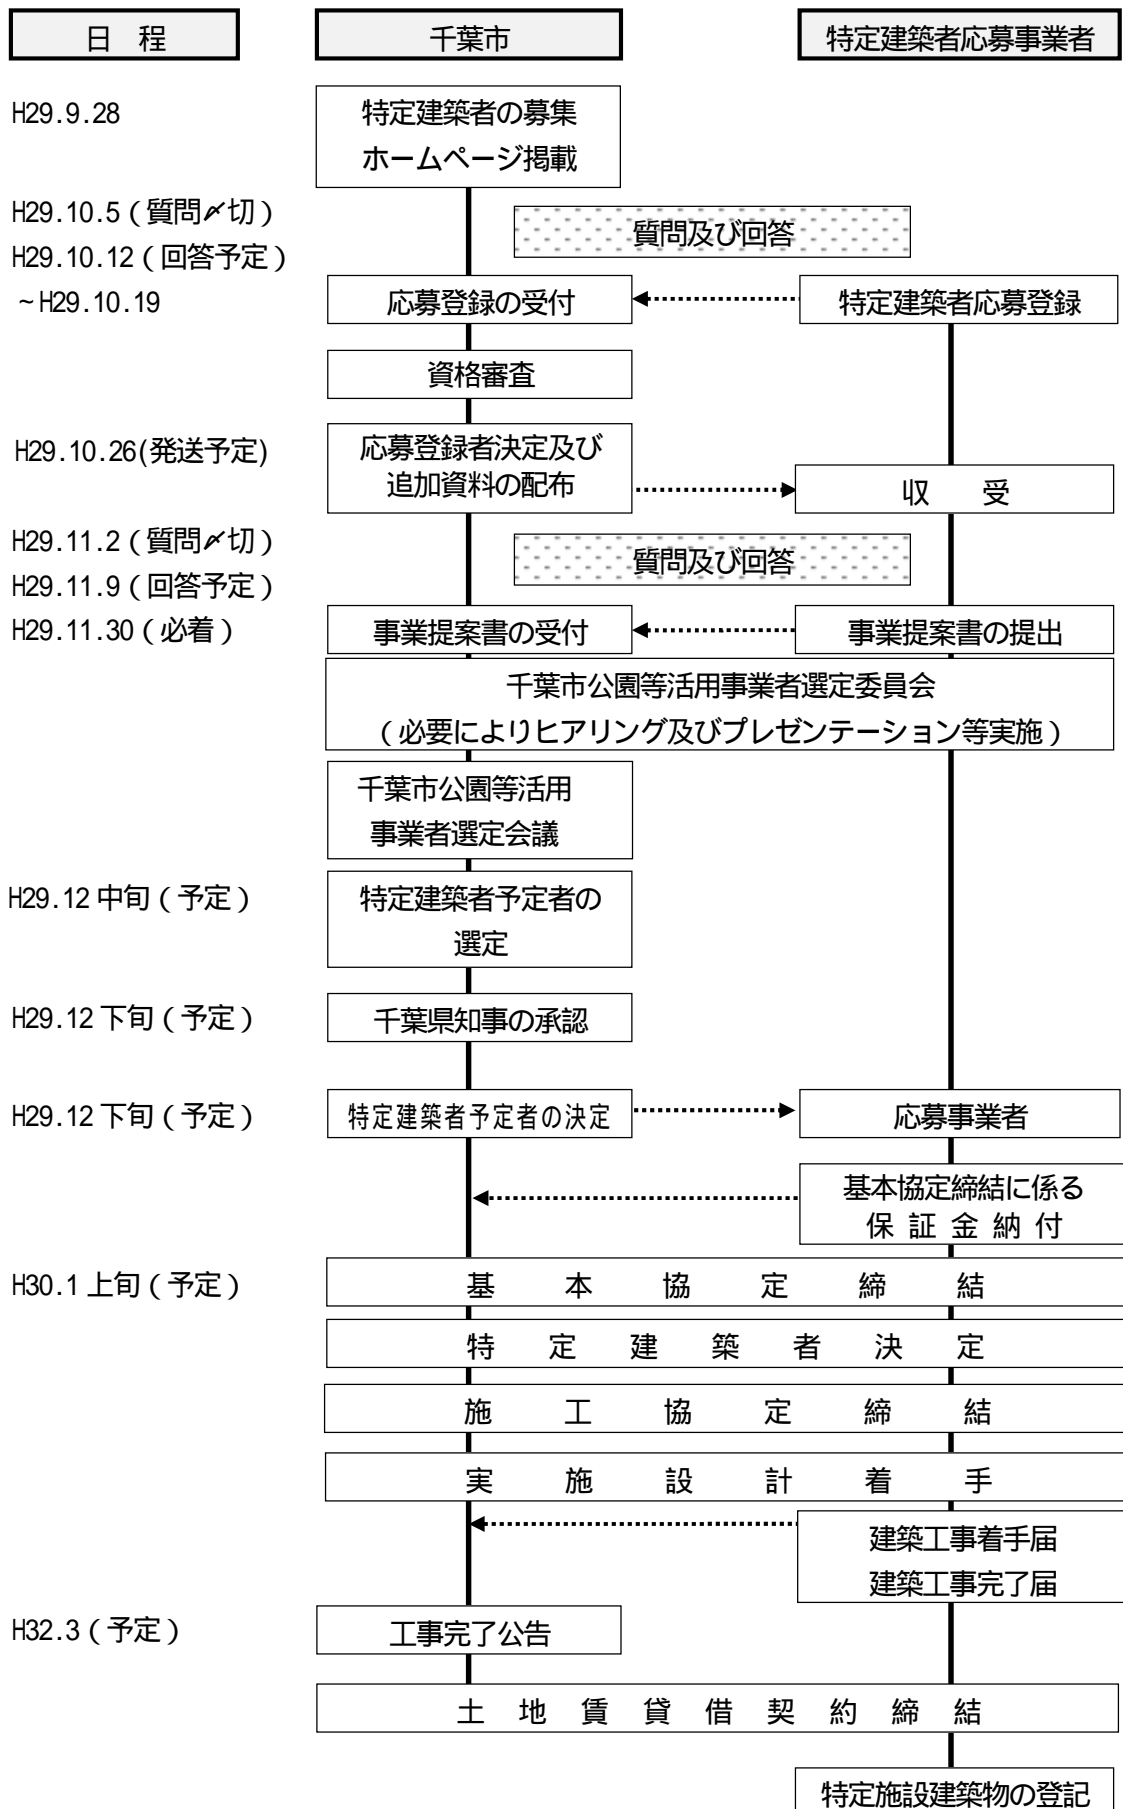 日　程
千葉市
特定建築者応募事業者
H29.9.28
特定建築者の募集
ホームページ掲載
H29.10.5（質問〆切）
質問及び回答
H29.10.12（回答予定）
～H29.10.19
応募登録の受付
特定建築者応募登録
資格審査
H29.10.26(発送予定)
応募登録者決定及び
追加資料の配布
収　　受
H29.11.2（質問〆切）
質問及び回答
H29.11.9（回答予定）
H29.11.30（必着）
事業提案書の受付
事業提案書の提出
千葉市公園等活用事業者選定委員会
（必要によりヒアリング及びプレゼンテーション等実施）
千葉市公園等活用
事業者選定会議
H29.12 中旬（予定）
特定建築者予定者の
選定
H29.12 下旬（予定）
千葉県知事の承認
H29.12 下旬（予定）
特定建築者予定者の決定
応募事業者
基本協定締結に係る
保 証 金 納 付
H30.1 上旬（予定）
基　本　協　定　締　結
特　定　建　築　者　決　定
施　工　協　定　締　結
実　施　設　計　着　手
建築工事着手届
建築工事完了届
H32.3（予定）
工事完了公告
土　地　賃　貸　借　契　約　締　結
特定施設建築物の登記